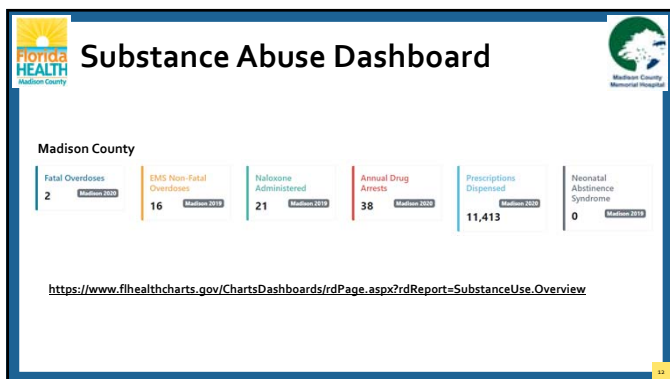 Florida
HEALTH
Madison County
Substance Abuse Dashboard
Madison County
Memorial Hospital
Madison County
Fatal Overdoses
2
Madison 2020
EMS Non-Fatal
Overdoses
16
Madison 2019
Naloxone
Administered
21
Madison 2019
Annual Drug
Arrests
38
Madison 2020
Prescriptions
Dispensed
Madison 2020
11,413
Neonatal
Abstinence
Syndrome
0
Madison 2019
https://www.flhealthcharts.gov/ChartsDashboards/rdPage.aspx?rdReport=SubstanceUse.Overview
12